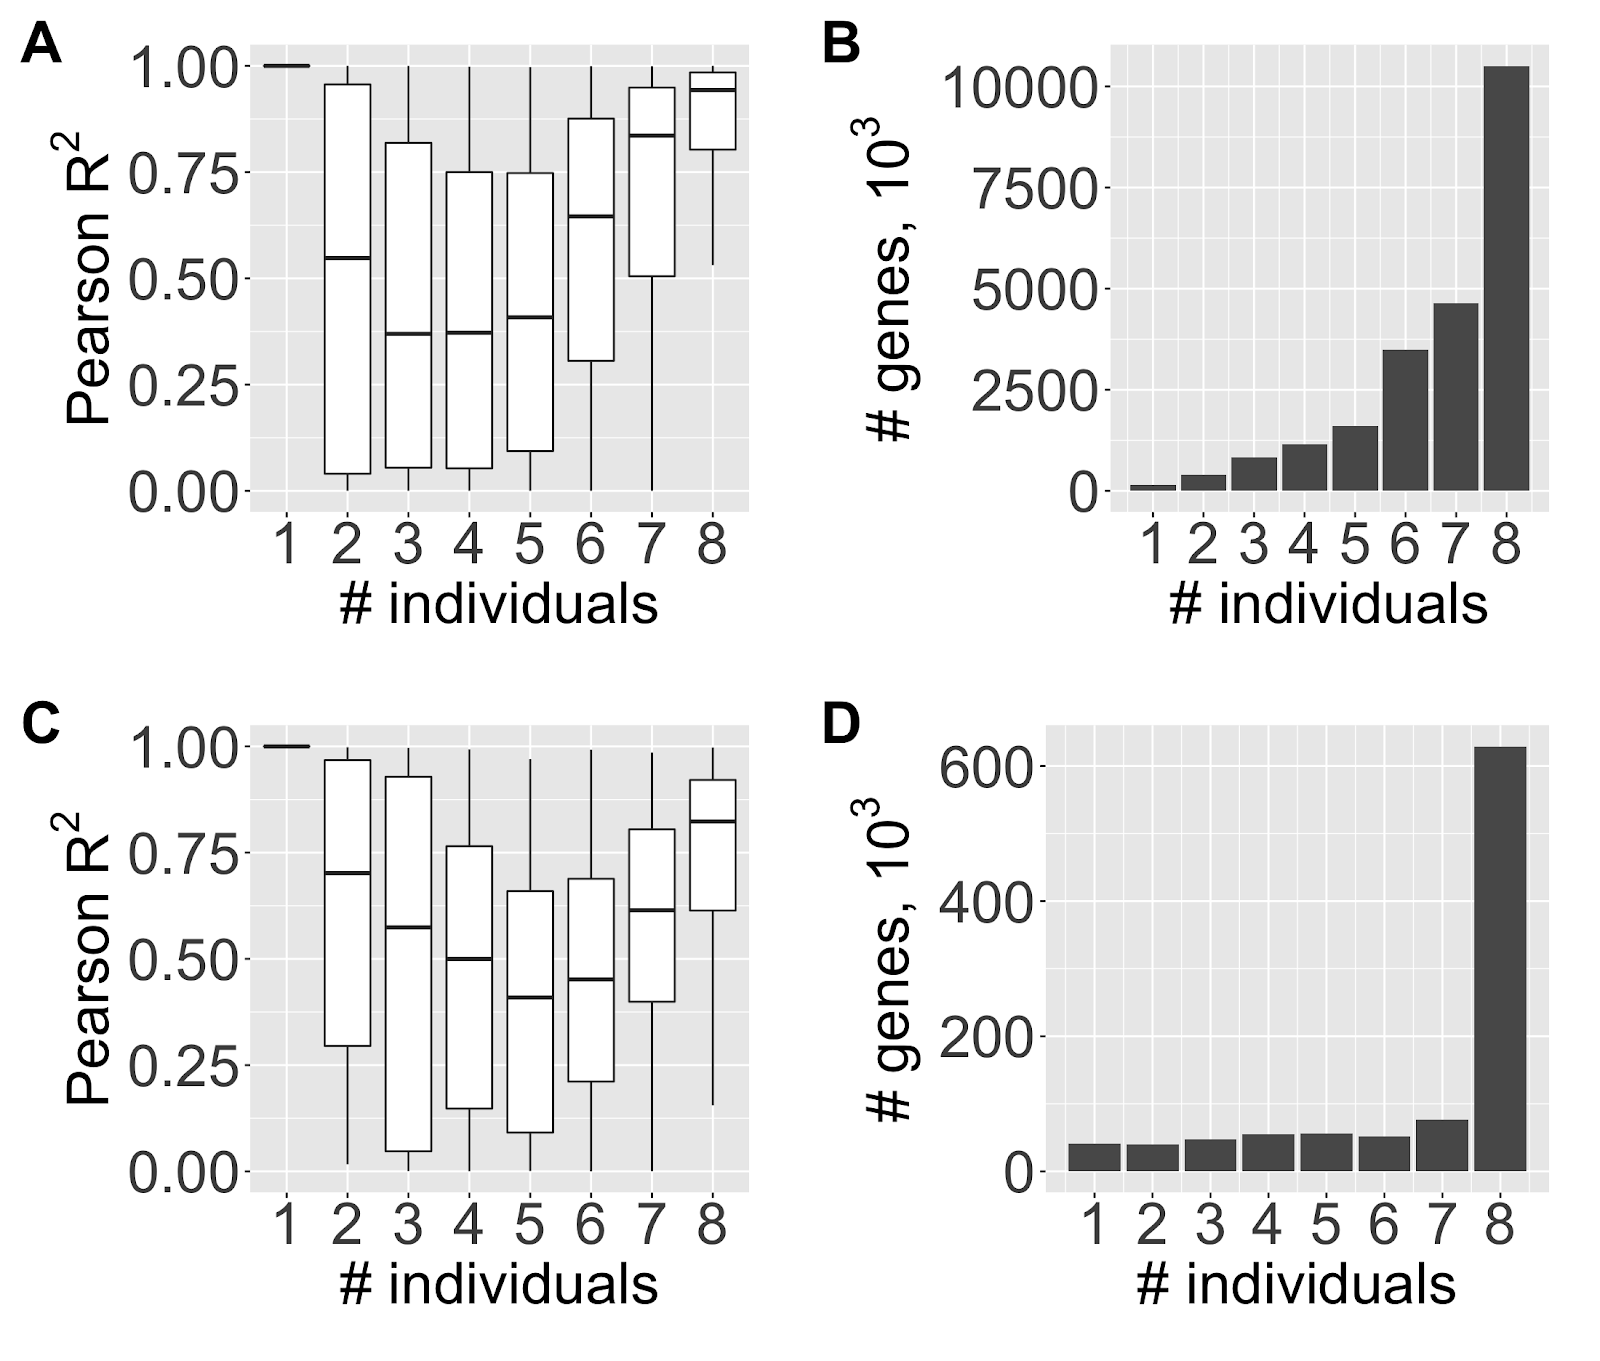 A
1.00
0.75
0.50
0.25
0.00
Pearson R²
1 2 3 4 5 6 7 8
# individuals
B
10000
7500
5000
2500
0
# genes, 10³
1 2 3 4 5 6 7 8
# individuals
C
1.00
0.75
0.50
0.25
0.00
Pearson R²
1 2 3 4 5 6 7 8
# individuals
D
600
400
200
0
# genes, 10³
1 2 3 4 5 6 7 8
# individuals